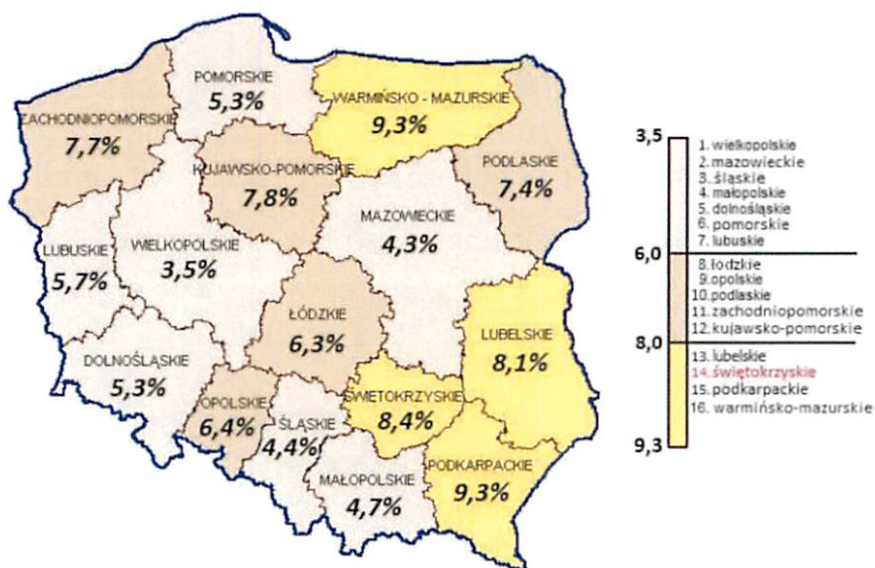 POMORSKIE
5,3%
WARMIŃSKO - MAZURSKIE
9,3%
ZACHODNIOPOMORSKIE
7,7%
KUJAWSKO-POMORSKIE
7,8%
PODLASKIE
7,4%
MAZOWIECKIE
4,3%
LUBUSKIE
5,7%
WIELKOPOLSKIE
3,5%
ŁÓDZKIE
6,3%
LUBELSKIE
8,1%
DOLNOŚLĄSKIE
5,3%
OPOLSKIE
6,4%
ŚLĄSKIE
4,4%
ŚWIĘTOKRZYSKIE
8,4%
MAŁOPOLSKIE
4,7%
PODKARPACKIE
9,3%
3,5
1. wielkopolskie
2. mazowieckie
3. śląskie
4. małopolskie
5. dolnośląskie
6. pomorskie
7. lubuskie
6,0
8. łodzkie
9. opolskie
10. podlaskie
11. zachodniopomorskie
12. kujawsko-pomorskie
8,0
13. lubelskie
14. świętokrzyskie
15. podkarpackie
16. warmińsko-mazurskie
9,3